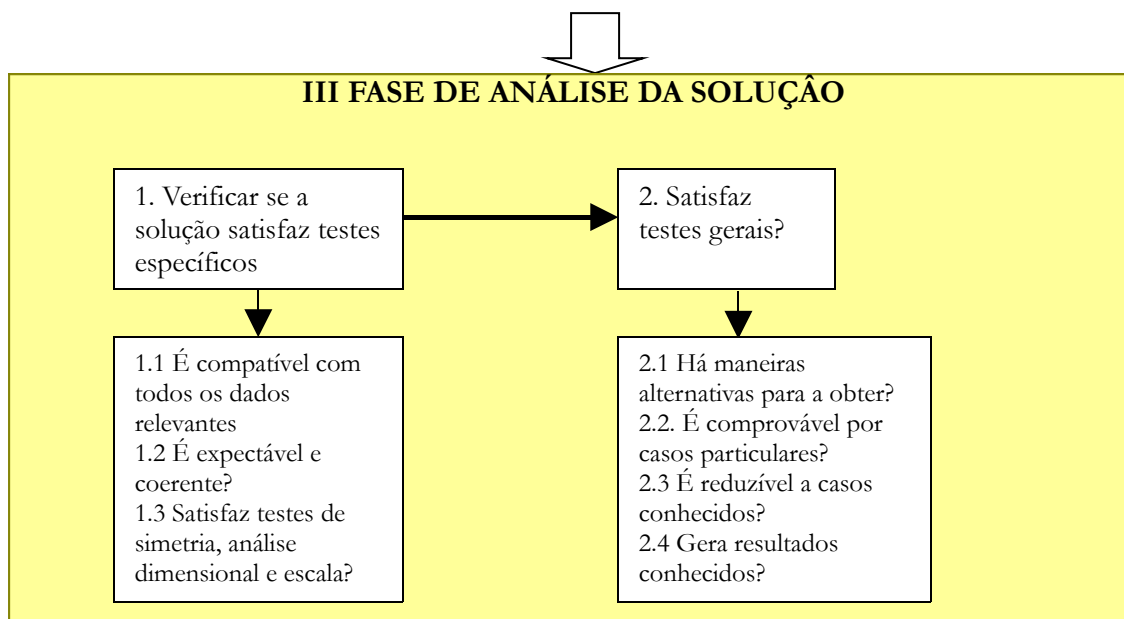 III FASE DE ANÁLISE DA SOLUÇÂO
1. Verificar se a
solução satisfaz testes
específicos
2. Satisfaz
testes gerais?
1.1 É compatível com
todos os dados
relevantes
1.2 É expectável e
coerente?
1.3 Satisfaz testes de
simetria, análise
dimensional e escala?
2.1 Há maneiras
alternativas para a obter?
2.2. É comprovável por
casos particulares?
2.3 É reduzível a casos
conhecidos?
2.4 Gera resultados
conhecidos?